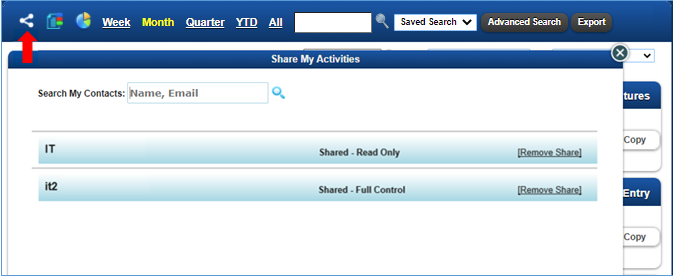 Week Month Quarter YTD All Saved Search Advanced Search Export
Share My Activities
Search My Contacts: Name, Email
tures
Copy
IT Shared - Read Only [Remove Share]
it2 Shared - Full Control [Remove Share]
Entry
Copy